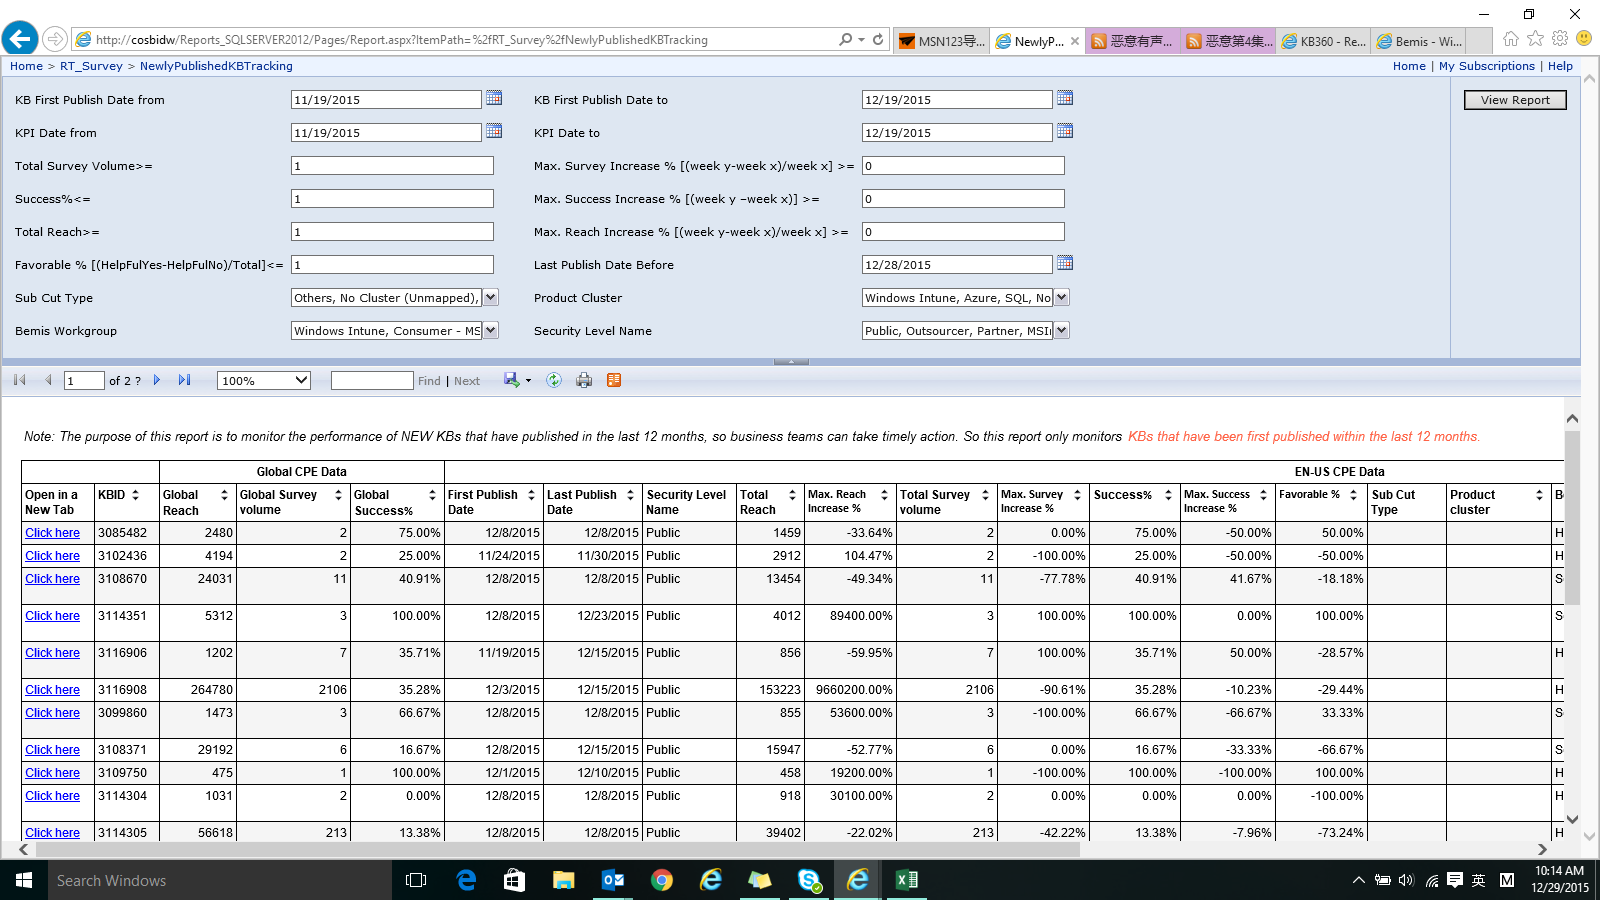 http://cosbidw/Reports_SQLSERVER2012/Pages/Report.aspx?ItemPath=%2fRT_Survey%2fNewlyPublishedKBTracking
MSN123导... NewlyP... 恶意有声... 恶意第4集... KB360 - Re... Bemis - Wi...
Home > RT_Survey > NewlyPublishedKBTracking Home | My Subscriptions | Help
KB First Publish Date from 11/19/2015 KB First Publish Date to 12/19/2015 View Report
KPI Date from 11/19/2015 KPI Date to 12/19/2015
Total Survey Volume>= 1 Max. Survey Increase % [(week y-week x)/week x] >= 0
Success%<= 1 Max. Success Increase % [(week y –week x)] >= 0
Total Reach>= 1 Max. Reach Increase % [(week y-week x)/week x] >= 0
Favorable % [(HelpFulYes-HelpFulNo)/Total]<= 1 Last Publish Date Before 12/28/2015
Sub Cut Type Others, No Cluster (Unmapped), Product Cluster Windows Intune, Azure, SQL, No
Bemis Workgroup Windows Intune, Consumer - MS Security Level Name Public, Outsourcer, Partner, MSI
1 of 2 ? 100% Find | Next
Note: The purpose of this report is to monitor the performance of NEW KBs that have published in the last 12 months, so business teams can take timely action. So this report only monitors KBs that have been first published within the last 12 months.
Global CPE Data EN-US CPE Data
Open in a New Tab KBID Global Reach Global Survey volume Global Success% First Publish Date Last Publish Date Security Level Name Total Reach Max. Reach Increase % Total Survey volume Max. Survey Increase % Success% Max. Success Increase % Favorable % Sub Cut Type Product cluster B
Click here 3085482 2480 2 75.00% 12/8/2015 12/8/2015 Public 1459 -33.64% 2 0.00% 75.00% -50.00% 50.00% H
Click here 3102436 4194 2 25.00% 11/24/2015 11/30/2015 Public 2912 104.47% 2 -100.00% 25.00% -50.00% -50.00% H
Click here 3108670 24031 11 40.91% 12/8/2015 12/8/2015 Public 13454 -49.34% 11 -77.78% 40.91% 41.67% -18.18% S
Click here 3114351 5312 3 100.00% 12/8/2015 12/23/2015 Public 4012 89400.00% 3 100.00% 100.00% 0.00% 100.00% S
Click here 3116906 1202 7 35.71% 11/19/2015 12/15/2015 Public 856 -59.95% 7 100.00% 35.71% 50.00% -28.57% H
Click here 3116908 264780 2106 35.28% 12/3/2015 12/15/2015 Public 153223 9660200.00% 2106 -90.61% 35.28% -10.23% -29.44% H
Click here 3099860 1473 3 66.67% 12/8/2015 12/8/2015 Public 855 53600.00% 3 -100.00% 66.67% -66.67% 33.33% S
Click here 3108371 29192 6 16.67% 12/8/2015 12/15/2015 Public 15947 -52.77% 6 0.00% 16.67% -33.33% -66.67% S
Click here 3109750 475 1 100.00% 12/1/2015 12/10/2015 Public 458 19200.00% 1 -100.00% 100.00% -100.00% 100.00% H
Click here 3114304 1031 2 0.00% 12/8/2015 12/8/2015 Public 918 30100.00% 2 0.00% 0.00% 0.00% -100.00% H
Click here 3114305 56618 213 13.38% 12/8/2015 12/8/2015 Public 39402 -22.02% 213 -42.22% 13.38% -7.96% -73.24% H
Search Windows 英 M 10:14 AM
12/29/2015